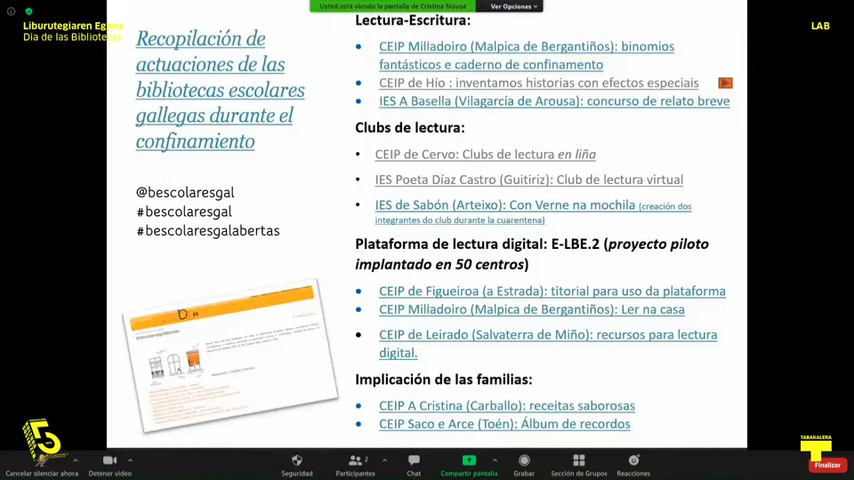 Usted está viendo la pantalla de Cristina Novoa
Ver Opciones
Liburutegiaren Eguna
Día de las Bibliotecas
LAB
Recopilación de
actuaciones de las
bibliotecas escolares
gallegas durante el
confinamiento
@bescolaresgal
#bescolaresgal
#bescolaresgalabertas
Lectura-Escritura:
CEIP Milladoiro (Malpica de Bergantiños): binomios
fantásticos e caderno de confinamento
CEIP de Hío : inventamos historias con efectos especiais
IES A Basella (Vilagarcía de Arousa): concurso de relato breve
Clubs de lectura:
CEIP de Cervo: Clubs de lectura en liña
IES Poeta Díaz Castro (Guitiriz): Club de lectura virtual
IES de Sabón (Arteixo): Con Verne na mochila (creación dos
integrantes do club durante la cuarentena)
Plataforma de lectura digital: E-LBE.2 (proyecto piloto
implantado en 50 centros)
CEIP de Figueiroa (a Estrada): titorial para uso da plataforma
CEIP Milladoiro (Malpica de Bergantiños): Ler na casa
CEIP de Leirado (Salvaterra de Miño): recursos para lectura
digital.
Implicación de las familias:
CEIP A Cristina (Carballo): receitas saborosas
CEIP Saco e Arce (Toén): Álbum de recordos
TABAKALERA
Cancelar silenciar ahora
Detener video
Seguridad
Participantes
2
Chat
Compartir pantalla
Grabar
Sección de Grupos
Reacciones
Finalizar